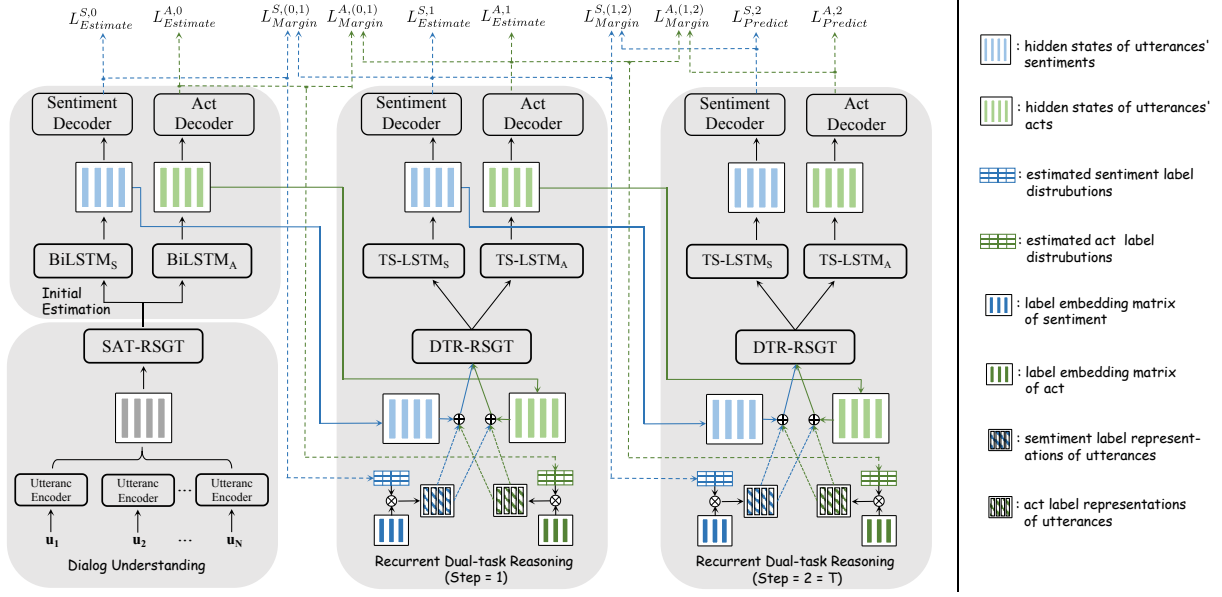 L^{S,0}_{Estimate}
L^{A,0}_{Estimate}
L^{S,(0,1)}_{Margin}
L^{A,(0,1)}_{Margin}
L^{S,1}_{Estimate}
L^{A,1}_{Estimate}
L^{S,(1,2)}_{Margin}
L^{A,(1,2)}_{Margin}
L^{S,2}_{Predict}
L^{A,2}_{Predict}
Sentiment
Decoder
Act
Decoder
BiLSTM_S
BiLSTM_A
Initial
Estimation
SAT-RSGT
Utteranc
Encoder
Utteranc
Encoder
...
Utteranc
Encoder
u_1
u_2
...
u_N
Dialog Understanding
Sentiment
Decoder
Act
Decoder
TS-LSTM_S
TS-LSTM_A
DTR-RSGT
Recurrent Dual-task Reasoning
(Step = 1)
Sentiment
Decoder
Act
Decoder
TS-LSTM_S
TS-LSTM_A
DTR-RSGT
Recurrent Dual-task Reasoning
(Step = 2 = T)
: hidden states of utterances'
sentiments
: hidden states of utterances'
acts
: estimated sentiment label
distrubutions
: estimated act label
distrubutions
: label embedding matrix
of sentiment
: label embedding matrix
of act
: sentiment label represent-
ations of utterances
: act label representations
of utterances